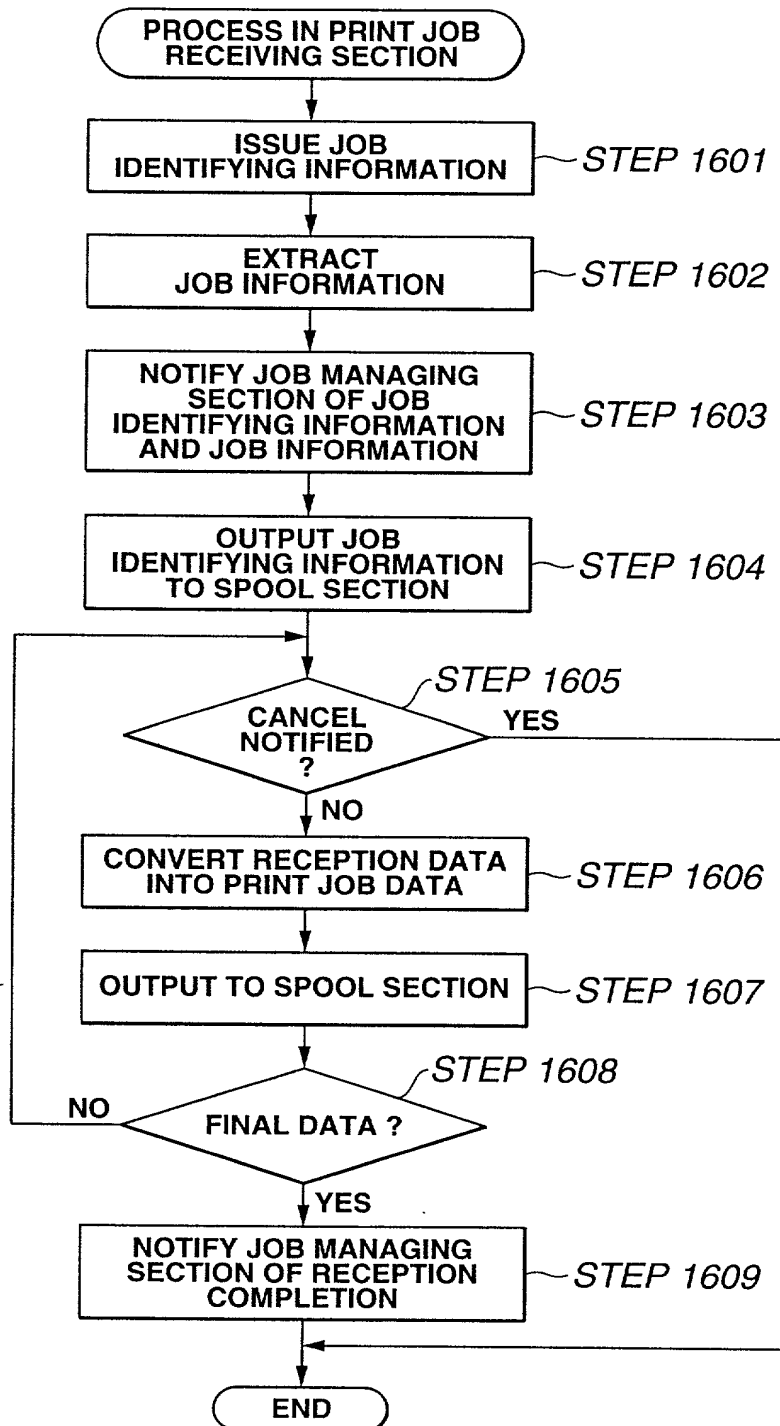 PROCESS IN PRINT JOB
RECEIVING SECTION
ISSUE JOB
IDENTIFYING INFORMATION
STEP 1601
EXTRACT
JOB INFORMATION
STEP 1602
NOTIFY JOB MANAGING
SECTION OF JOB
IDENTIFYING INFORMATION
AND JOB INFORMATION
STEP 1603
OUTPUT JOB
IDENTIFYING INFORMATION
TO SPOOL SECTION
STEP 1604
STEP 1605
CANCEL
NOTIFIED
?
YES
NO
CONVERT RECEPTION DATA
INTO PRINT JOB DATA
STEP 1606
OUTPUT TO SPOOL SECTION
STEP 1607
STEP 1608
NO
FINAL DATA ?
YES
NOTIFY JOB MANAGING
SECTION OF RECEPTION
COMPLETION
STEP 1609
END